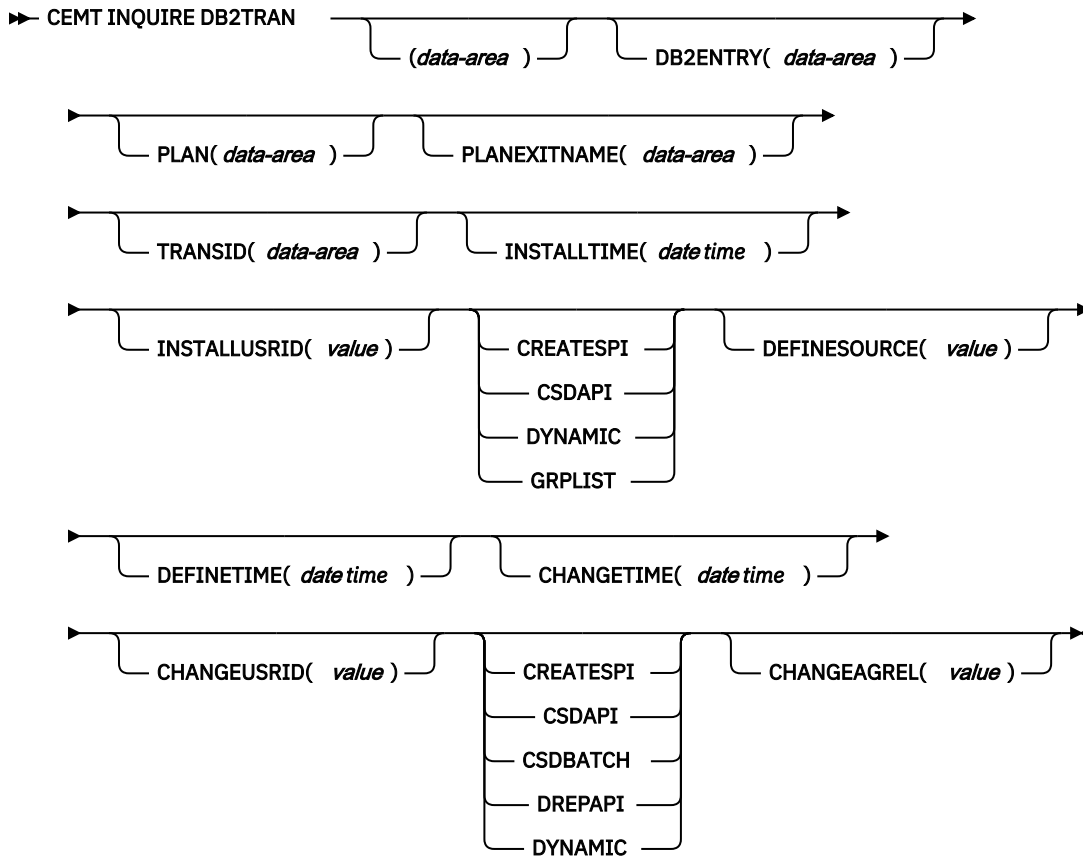 CEMT INQUIRE DB2TRAN
(data-area )
DB2ENTRY( data-area )
PLAN( data-area )
PLANEXITNAME( data-area )
TRANSID( data-area )
INSTALLTIME( date time )
INSTALLUSRID( value )
CREATESPI
CSDAPI
DYNAMIC
GRPLIST
DEFINESOURCE( value )
DEFINETIME( date time )
CHANGETIME( date time )
CHANGEUSRID( value )
CREATESPI
CSDAPI
CSDBATCH
DREPAPI
DYNAMIC
CHANGEAGREL( value )